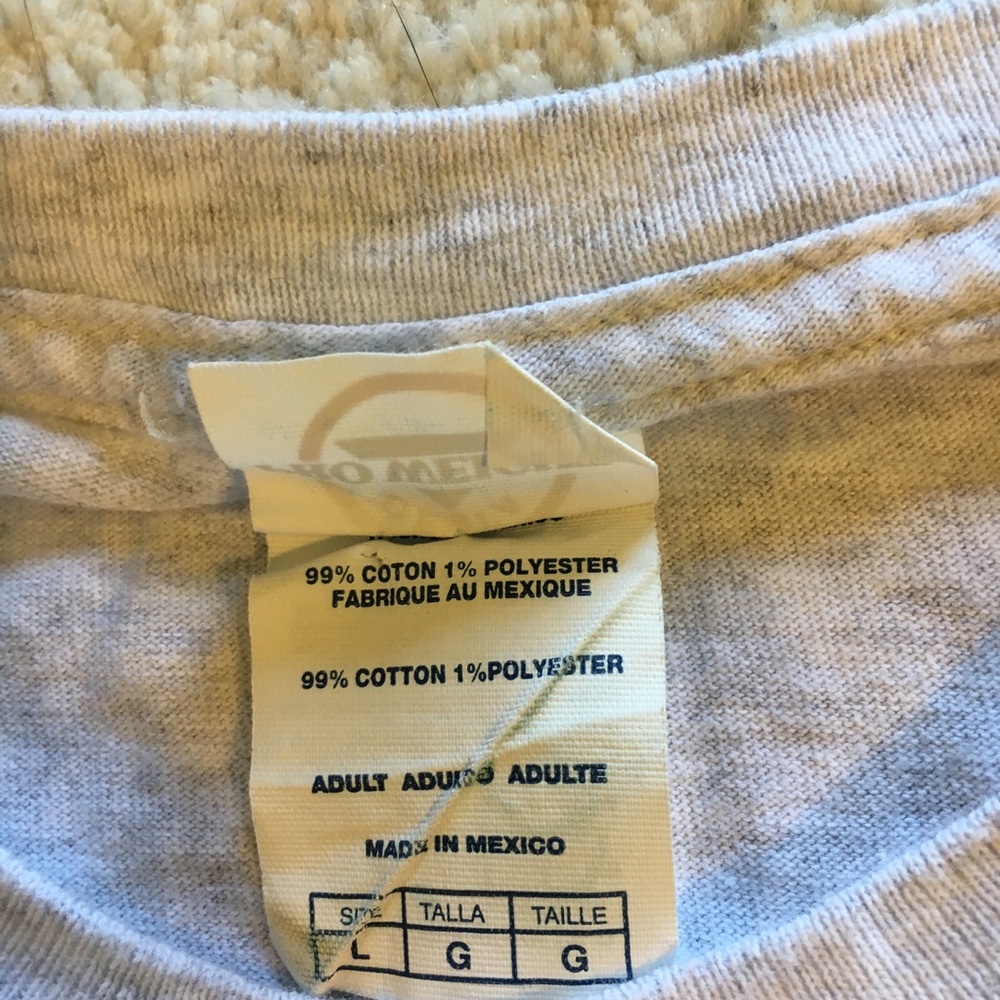 99% COTON 1% POLYESTER
FABRIQUE AU MEXIQUE
99% COTTON 1%POLYESTER
ADULT ADULTO ADULTE
MADE IN MEXICO
SIZE TALLA TAILLE
L G G